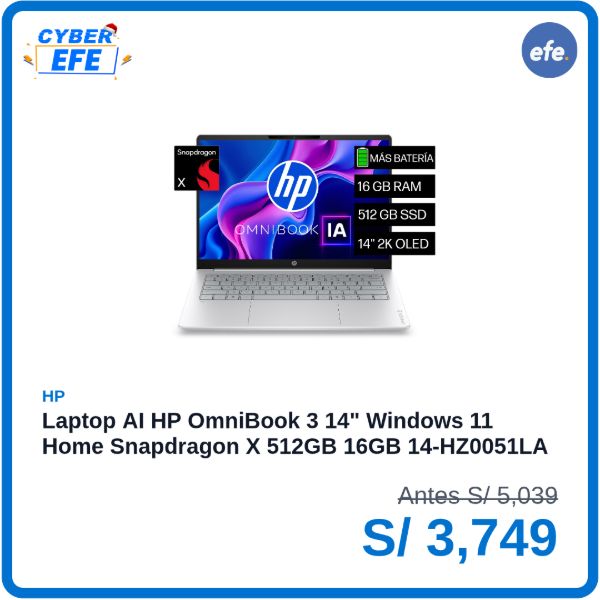 CYBER
EFE
efe.
Snapdragon
X
hp
OMNIBOOK IA
MÁS BATERÍA
16 GB RAM
512 GB SSD
14" 2K OLED
HP
Laptop AI HP OmniBook 3 14" Windows 11
Home Snapdragon X 512GB 16GB 14-HZ0051LA
Antes S/ 5,039
S/ 3,749